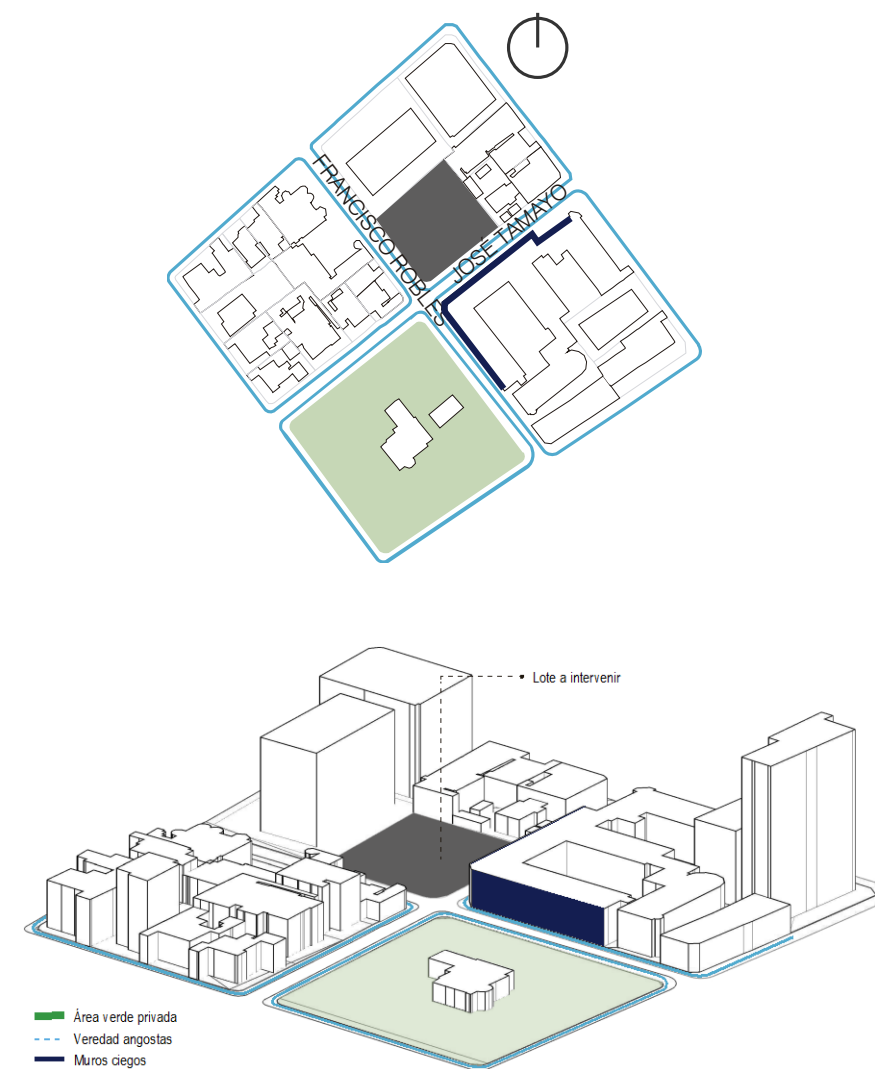 FRANCISCO ROBLES
JOSE TAMAYO
Lote a intervenir
Área verde privada
Veredad angostas
Muros ciegos